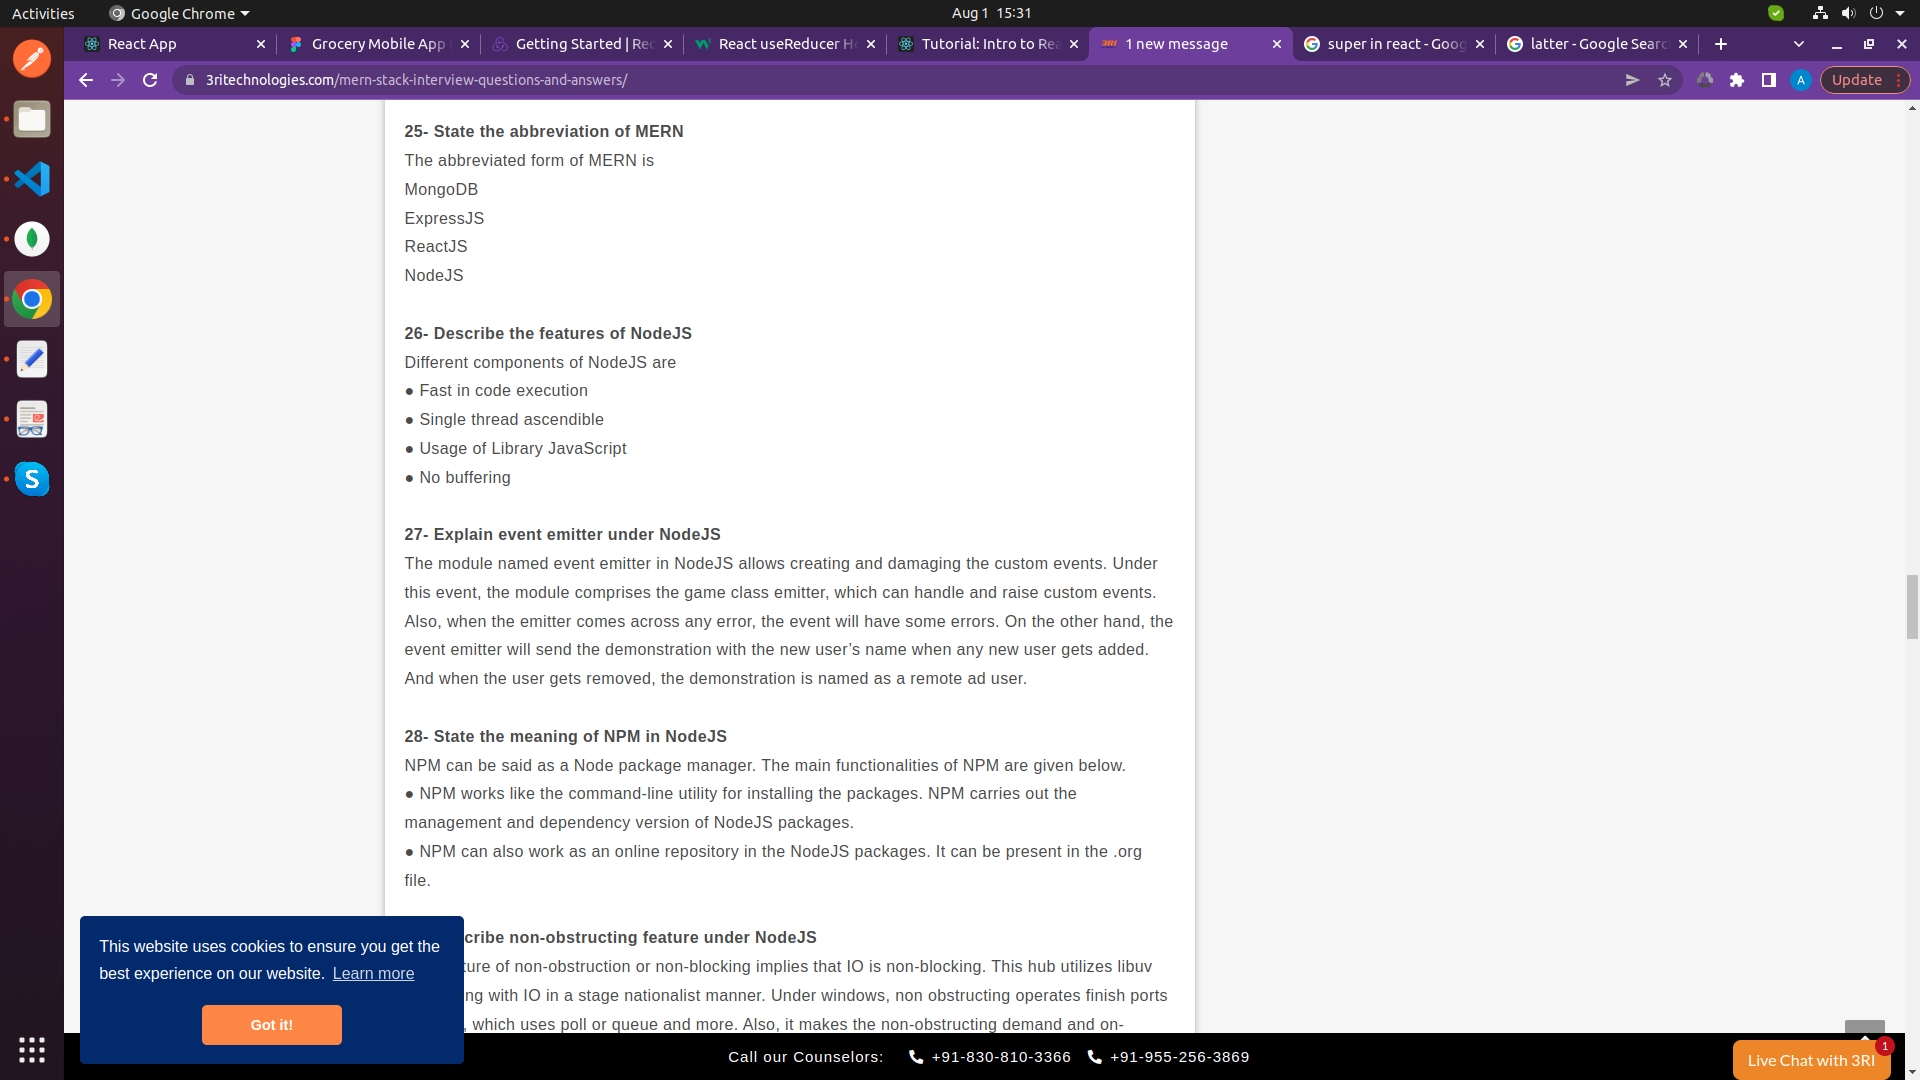 Activities
Google Chrome
Aug 1 15:31
React App
Grocery Mobile App
Getting Started | Re
React useReducer H
Tutorial: Intro to Rea
1 new message
super in react - Goog
latter - Google Searc
3ritechnologies.com/mern-stack-interview-questions-and-answers/
A
Update
25- State the abbreviation of MERN
The abbreviated form of MERN is
MongoDB
ExpressJS
ReactJS
NodeJS
26- Describe the features of NodeJS
Different components of NodeJS are
● Fast in code execution
● Single thread ascendible
● Usage of Library JavaScript
● No buffering
27- Explain event emitter under NodeJS
The module named event emitter in NodeJS allows creating and damaging the custom events. Under
this event, the module comprises the game class emitter, which can handle and raise custom events.
Also, when the emitter comes across any error, the event will have some errors. On the other hand, the
event emitter will send the demonstration with the new user’s name when any new user gets added.
And when the user gets removed, the demonstration is named as a remote ad user.
28- State the meaning of NPM in NodeJS
NPM can be said as a Node package manager. The main functionalities of NPM are given below.
● NPM works like the command-line utility for installing the packages. NPM carries out the
management and dependency version of NodeJS packages.
● NPM can also work as an online repository in the NodeJS packages. It can be present in the .org
file.
cribe non-obstructing feature under NodeJS
ture of non-obstruction or non-blocking implies that IO is non-blocking. This hub utilizes libuv
ng with IO in a stage nationalist manner. Under windows, non obstructing operates finish ports
, which uses poll or queue and more. Also, it makes the non-obstructing demand and on-
This website uses cookies to ensure you get the
best experience on our website. Learn more
Got it!
Call our Counselors: +91-830-810-3366 +91-955-256-3869
Live Chat with 3RI
1